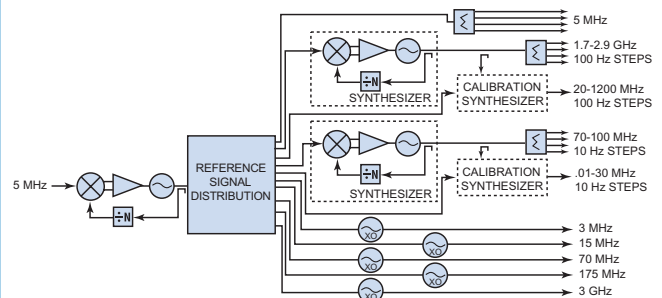 5 MHz
1.7-2.9 GHz
100 Hz STEPS
÷N
SYNTHESIZER
CALIBRATION
SYNTHESIZER
20-1200 MHz
100 Hz STEPS
70-100 MHz
10 Hz STEPS
÷N
SYNTHESIZER
CALIBRATION
SYNTHESIZER
.01-30 MHz
10 Hz STEPS
REFERENCE
SIGNAL
DISTRIBUTION
5 MHz
÷N
XO
3 MHz
XO
15 MHz
XO
70 MHz
XO
175 MHz
XO
3 GHz